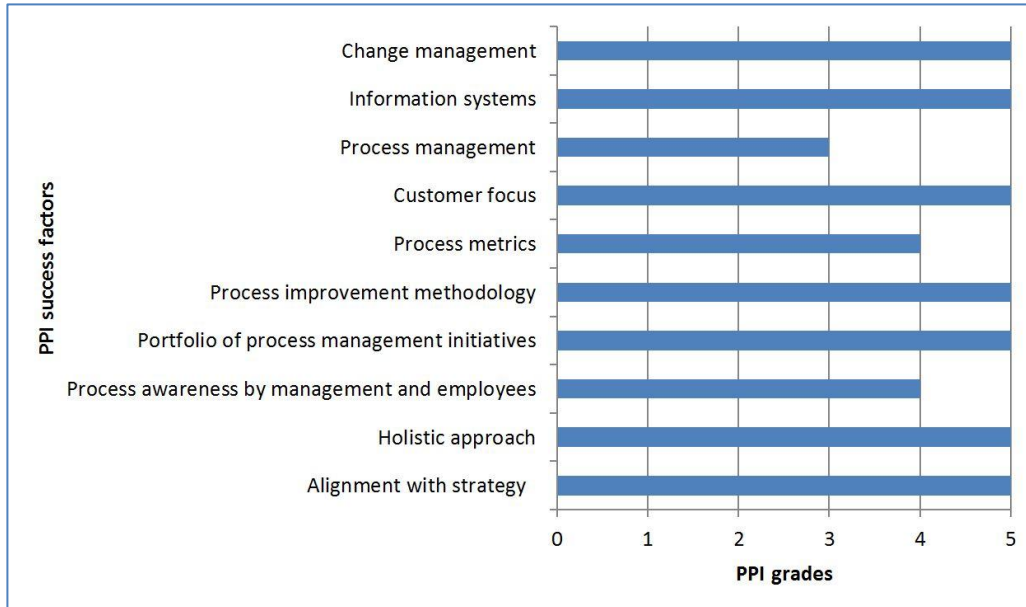 Change management
Information systems
Process management
Customer focus
Process metrics
Process improvement methodology
Portfolio of process management initiatives
Process awareness by management and employees
Holistic approach
Alignment with strategy
PPI success factors
0 1 2 3 4 5
PPI grades